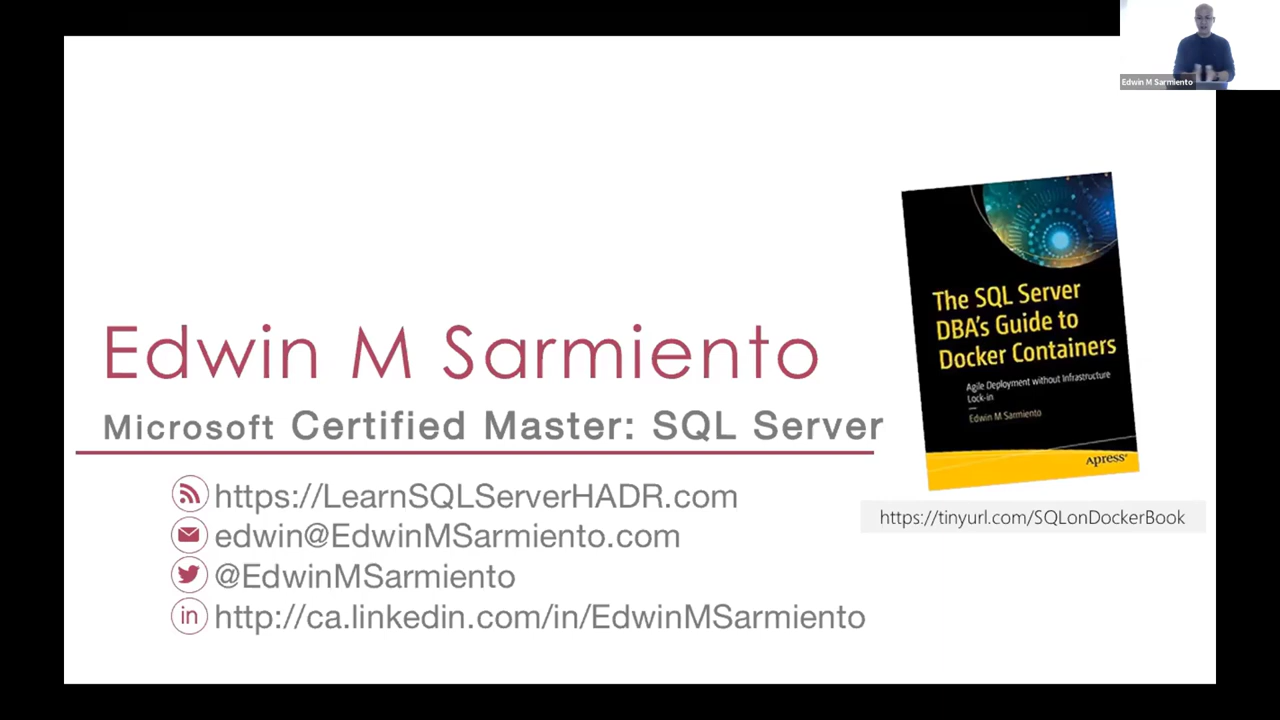 Edwin M Sarmiento
Edwin M Sarmiento
Microsoft Certified Master: SQL Server
https://LearnSQLServerHADR.com
edwin@EdwinMSarmiento.com
@EdwinMSarmiento
in http://ca.linkedin.com/in/EdwinMSarmiento
The SQL Server
DBA's Guide to
Docker Containers
Agile Deployment without Infrastructure
Lock-in
Edwin M Sarmiento
Apress®
https://tinyurl.com/SQLonDockerBook